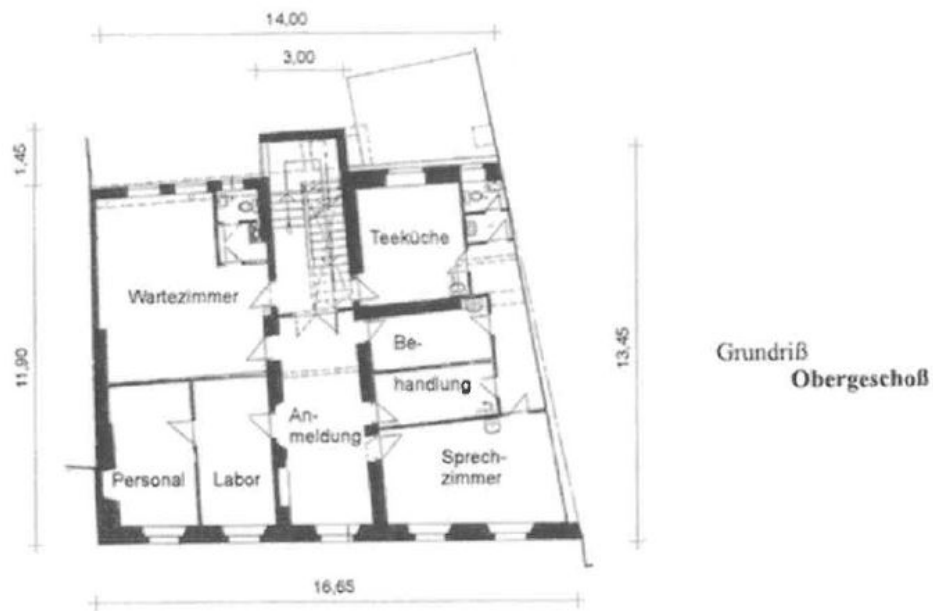 14,00
3,00
1,45
Teeküche
Wartezimmer
Be-
handlung
11,90
13,45
Grundriß
Obergeschoß
An-
meldung
Sprech-
zimmer
Personal
Labor
16,65